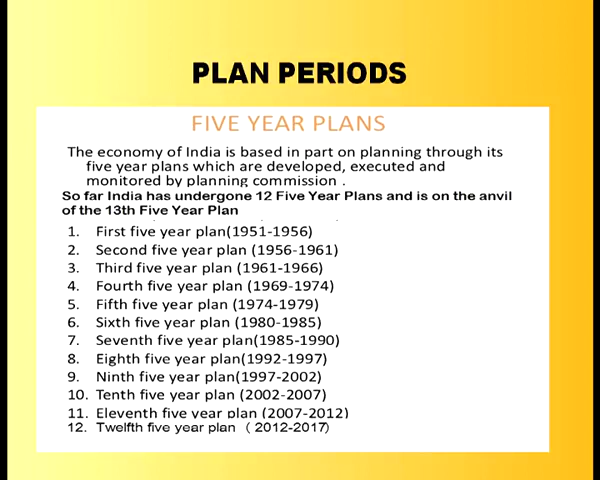 PLAN PERIODS
FIVE YEAR PLANS
The economy of India is based in part on planning through its
five year plans which are developed, executed and
monitored by planning commission .
So far India has undergone 12 Five Year Plans and is on the anvil
of the 13th Five Year Plan
1. First five year plan(1951-1956)
2. Second five year plan (1956-1961)
3. Third five year plan (1961-1966)
4. Fourth five year plan (1969-1974)
5. Fifth five year plan (1974-1979)
6. Sixth five year plan (1980-1985)
7. Seventh five year plan(1985-1990)
8. Eighth five year plan (1992-1997)
9. Ninth five year plan(1997-2002)
10. Tenth five year plan (2002-2007)
11. Eleventh five year plan (2007-2012)
12. Twelfth five year plan ( 2012-2017)